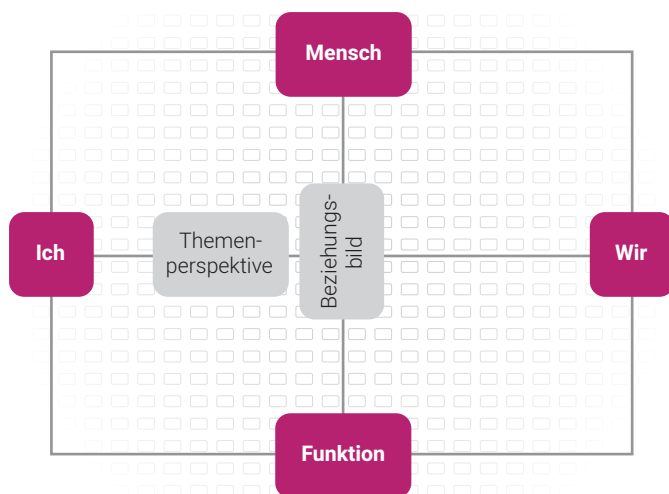 Mensch
Ich
Themen-
perspektive
Beziehungs-
bild
Wir
Funktion